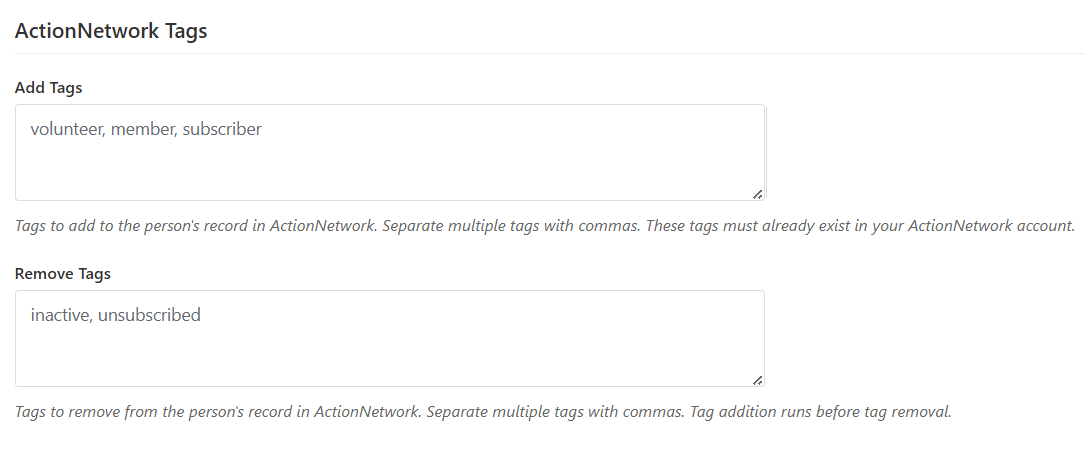 ActionNetwork Tags
Add Tags
volunteer, member, subscriber
Tags to add to the person's record in ActionNetwork. Separate multiple tags with commas. These tags must already exist in your ActionNetwork account.
Remove Tags
inactive, unsubscribed
Tags to remove from the person's record in ActionNetwork. Separate multiple tags with commas. Tag addition runs before tag removal.